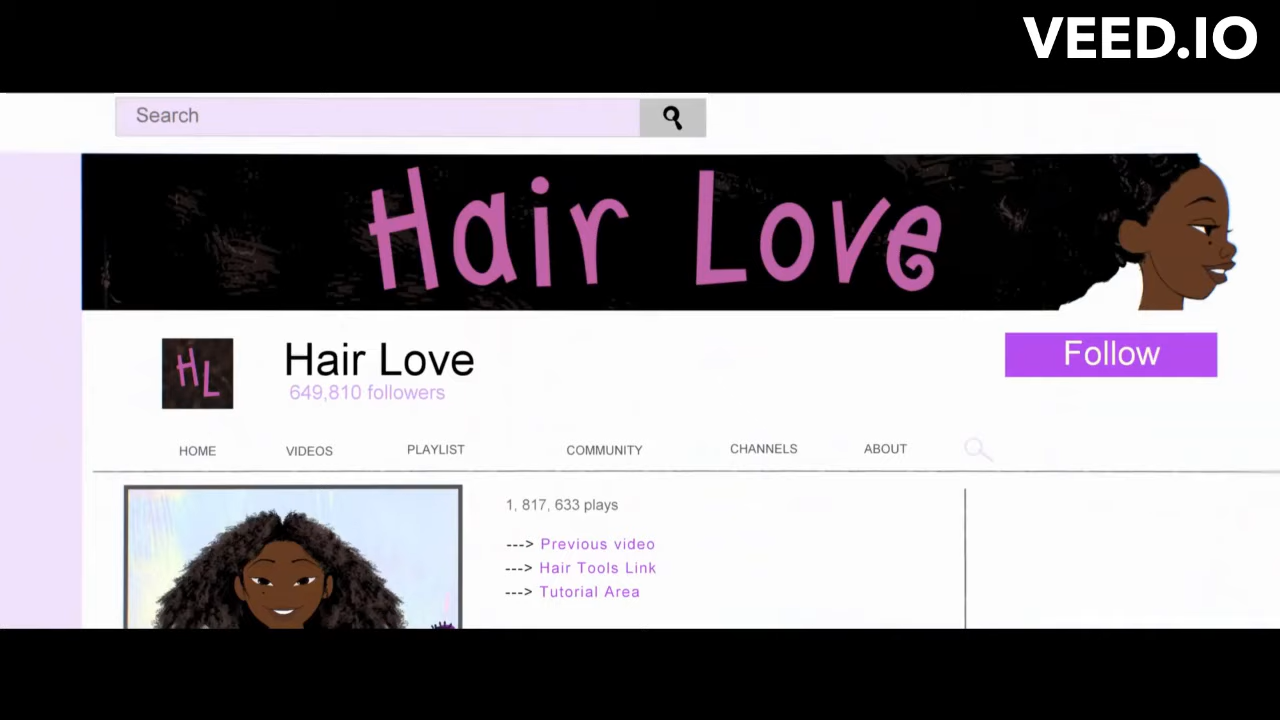 VEED.IO
Search
Hair Love
HL
Hair Love
649,810 followers
Follow
HOME VIDEOS PLAYLIST COMMUNITY CHANNELS ABOUT
1, 817, 633 plays
---> Previous video
---> Hair Tools Link
---> Tutorial Area